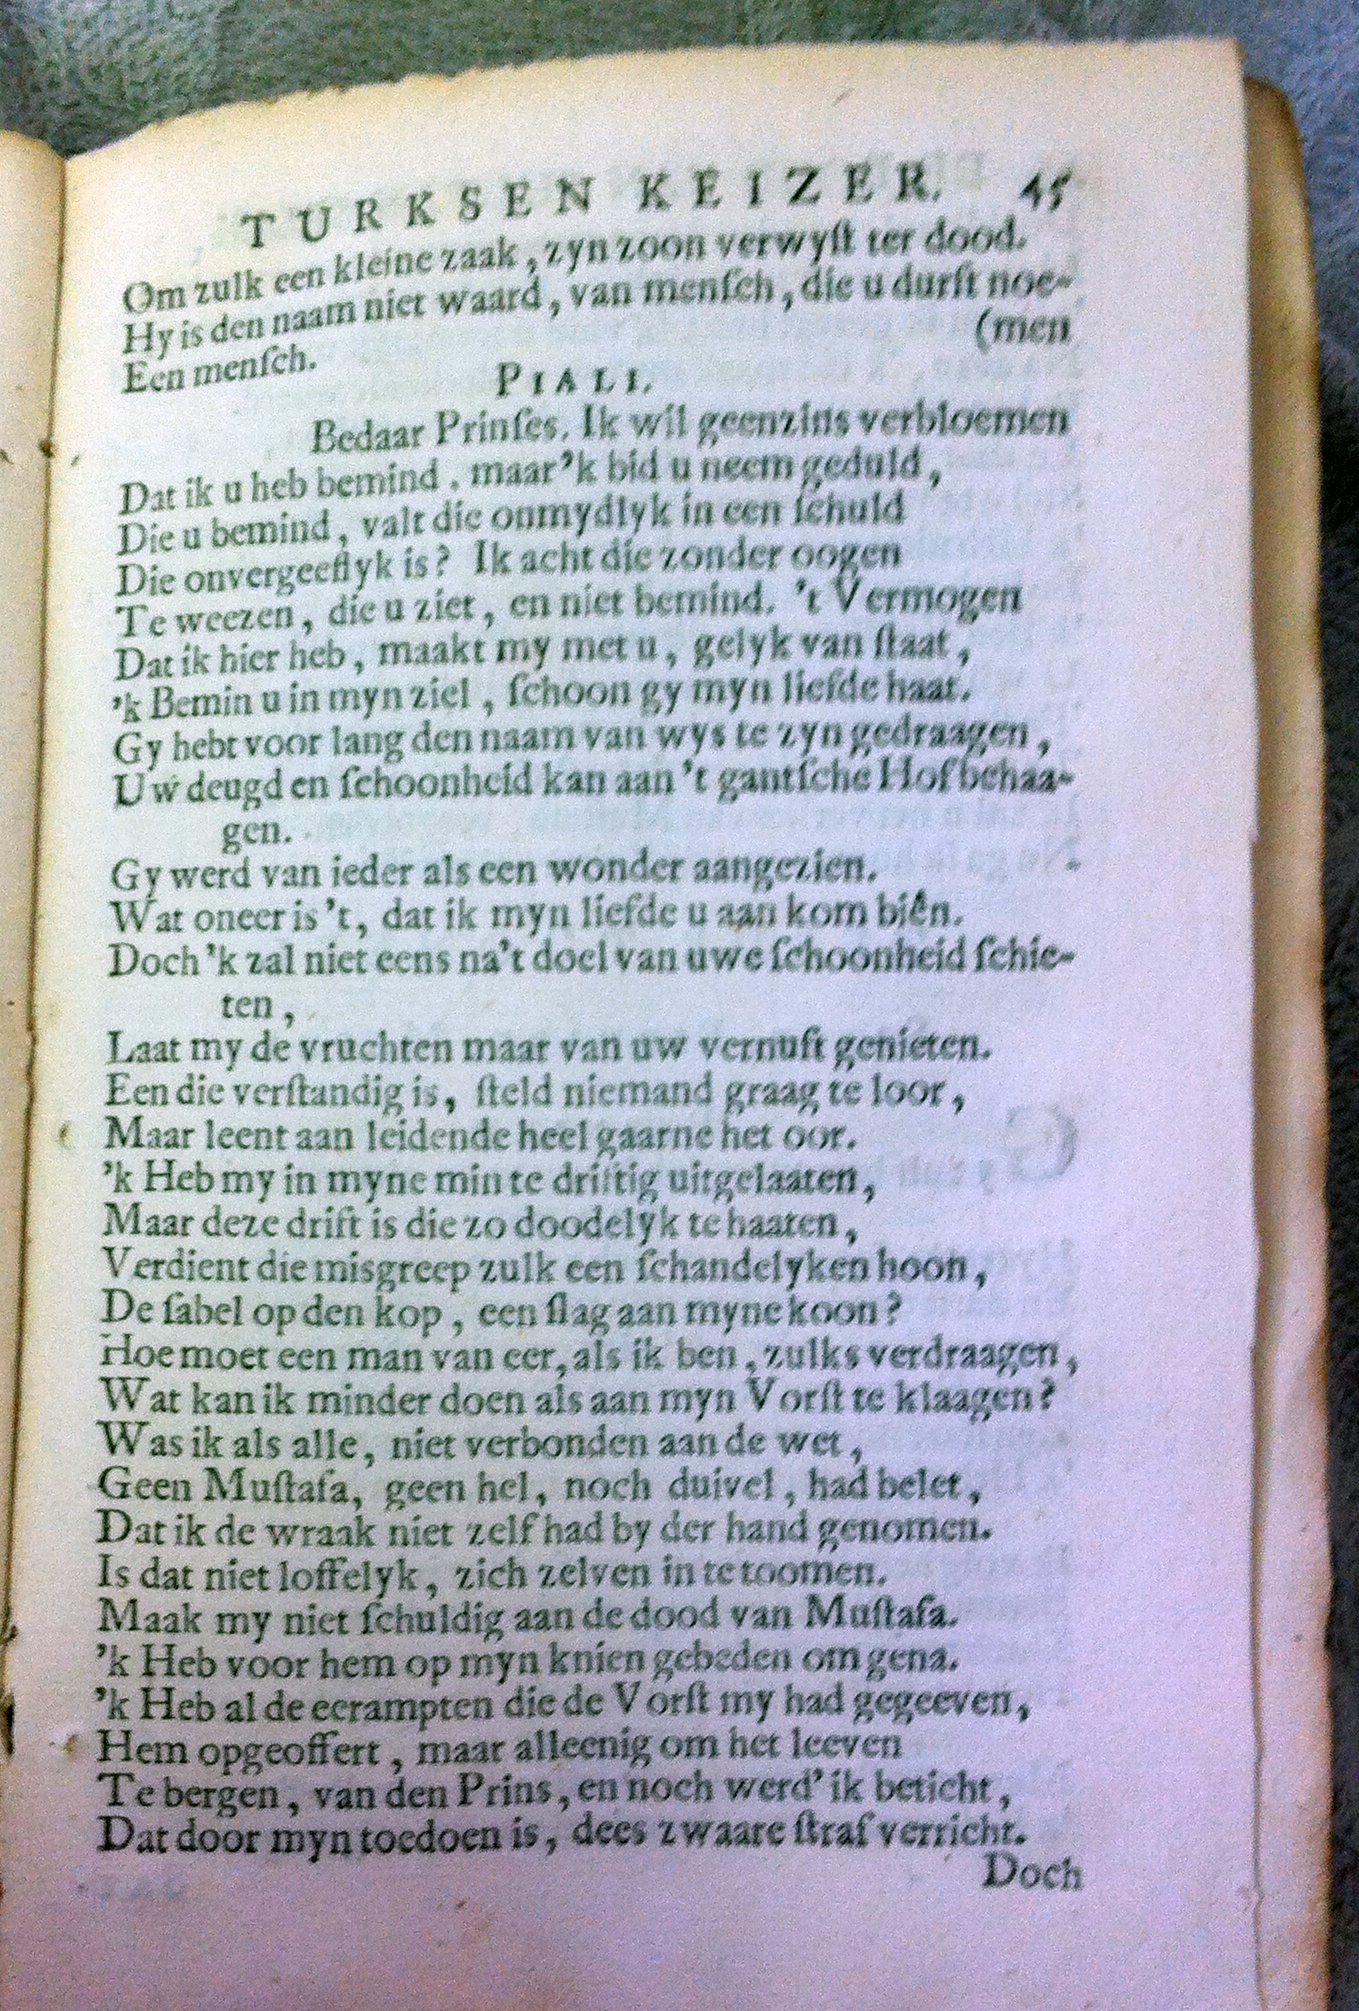 TURKSEN KEIZER. 45
Om zulk een kleine zaak, zyn zoon verwyſt ter dood.
Hy is den naam niet waard, van menſch, die u durſt noe-
(men
Een menſch.
PIALI.
Bedaar Prinſes. Ik wil geenzins verbloemen
Dat ik u heb bemind. maar 'k bid u neem geduld,
Die u bemind, valt die onmydlyk in een ſchuld
Die onvergeeflyk is? Ik acht die zonder oogen
Te weezen, die u ziet, en niet bemind. 't Vermogen
Dat ik hier heb, maakt my met u, gelyk van ſtaat,
'k Bemin u in myn ziel, ſchoon gy myn liefde haat.
Gy hebt voor lang den naam van wys te zyn gedraagen,
Uw deugd en ſchoonheid kan aan 't gantſche Hof behaa-
gen.
Gy werd van ieder als een wonder aangezien.
Wat oneer is 't, dat ik myn liefde u aan kom biên.
Doch 'k zal niet eens na't doel van uwe ſchoonheid ſchie-
ten,
Laat my de vruchten maar van uw vernuft genieten.
Een die verſtandig is, ſteld niemand graag te loor,
Maar leent aan leidende heel gaarne het oor.
'k Heb my in myne min te driftig uitgelaaten,
Maar deze drift is die zo doodelyk te haaten,
Verdient die misgreep zulk een ſchandelyken hoon,
De ſabel op den kop, een ſlag aan myne koon?
Hoe moet een man van eer, als ik ben, zulks verdraagen,
Wat kan ik minder doen als aan myn Vorſt te klaagen?
Was ik als alle, niet verbonden aan de wet,
Geen Muſtafa, geen hel, noch duivel, had belet,
Dat ik de wraak niet zelf had by der hand genomen.
Is dat niet loffelyk, zich zelven in te toomen.
Maak my niet ſchuldig aan de dood van Muſtafa.
'k Heb voor hem op myn knien gebeden om gena.
'k Heb al de eerampten die de Vorſt my had gegeeven,
Hem opgeoffert, maar alleenig om het leeven
Te bergen, van den Prins, en noch werd' ik beticht,
Dat door myn toedoen is, dees zwaare ſtraf verricht.
Doch